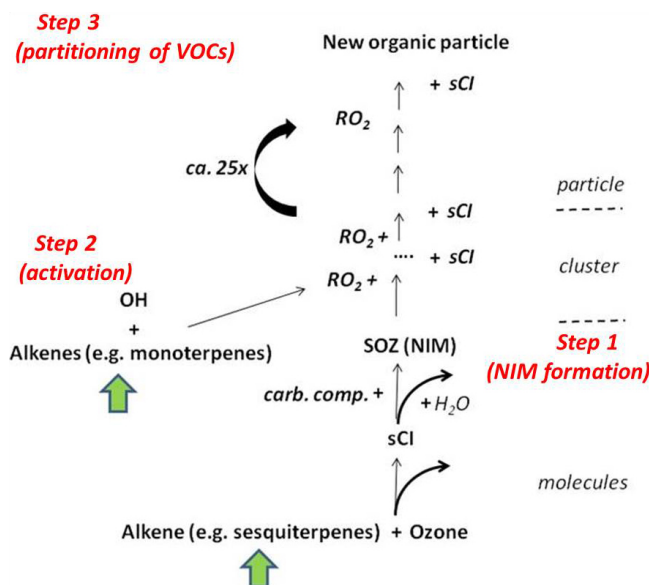 Step 3
(partitioning of VOCs)
New organic particle
+ sCI
RO2
ca. 25x
particle
+ sCI
Step 2
(activation)
RO2 +
.... + sCI
cluster
OH
RO2 +
+
Alkenes (e.g. monoterpenes)
SOZ (NIM)
Step 1
(NIM formation)
carb. comp. +
+ H2O
sCI
molecules
Alkene (e.g. sesquiterpenes) + Ozone